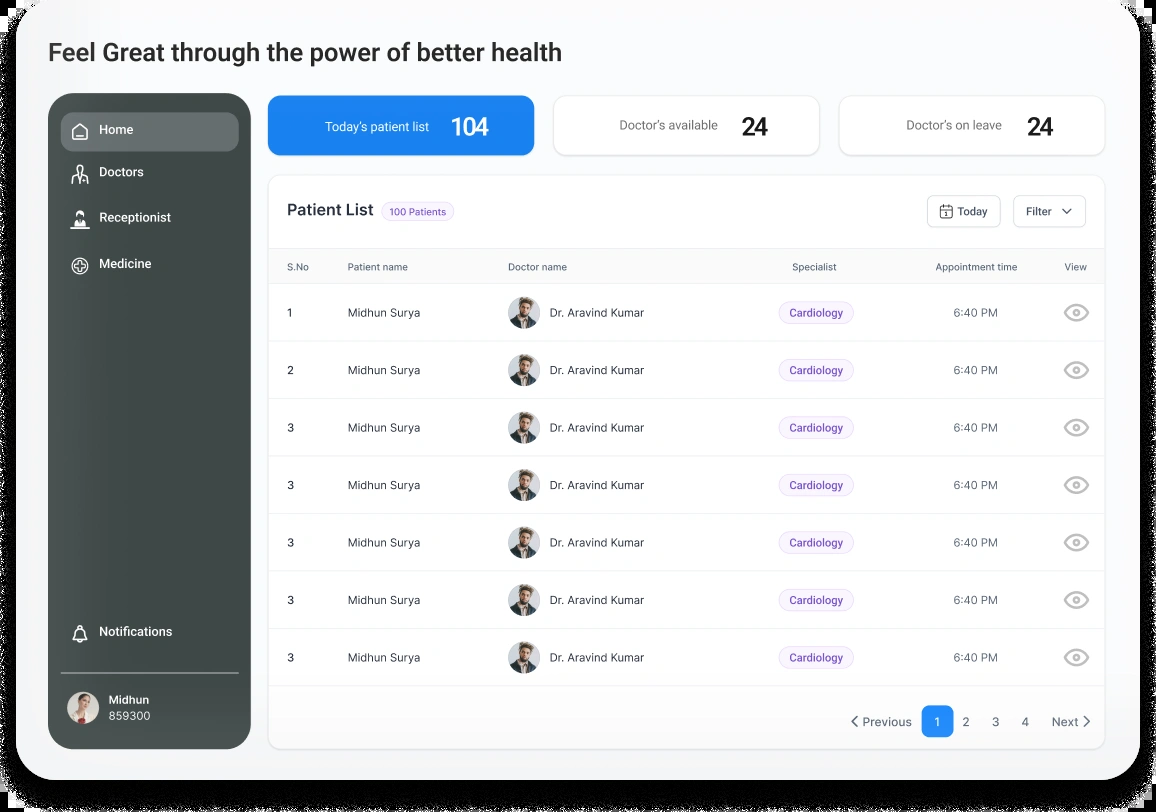 Feel Great through the power of better health
Home
Doctors
Receptionist
Medicine
Notifications
Midhun
859300
Today's patient list 104
Doctor's available 24
Doctor's on leave 24
Patient List 100 Patients
Today Filter
S.No Patient name Doctor name Specialist Appointment time View
1 Midhun Surya Dr. Aravind Kumar Cardiology 6:40 PM
2 Midhun Surya Dr. Aravind Kumar Cardiology 6:40 PM
3 Midhun Surya Dr. Aravind Kumar Cardiology 6:40 PM
3 Midhun Surya Dr. Aravind Kumar Cardiology 6:40 PM
3 Midhun Surya Dr. Aravind Kumar Cardiology 6:40 PM
3 Midhun Surya Dr. Aravind Kumar Cardiology 6:40 PM
3 Midhun Surya Dr. Aravind Kumar Cardiology 6:40 PM
Previous 1 2 3 4 Next